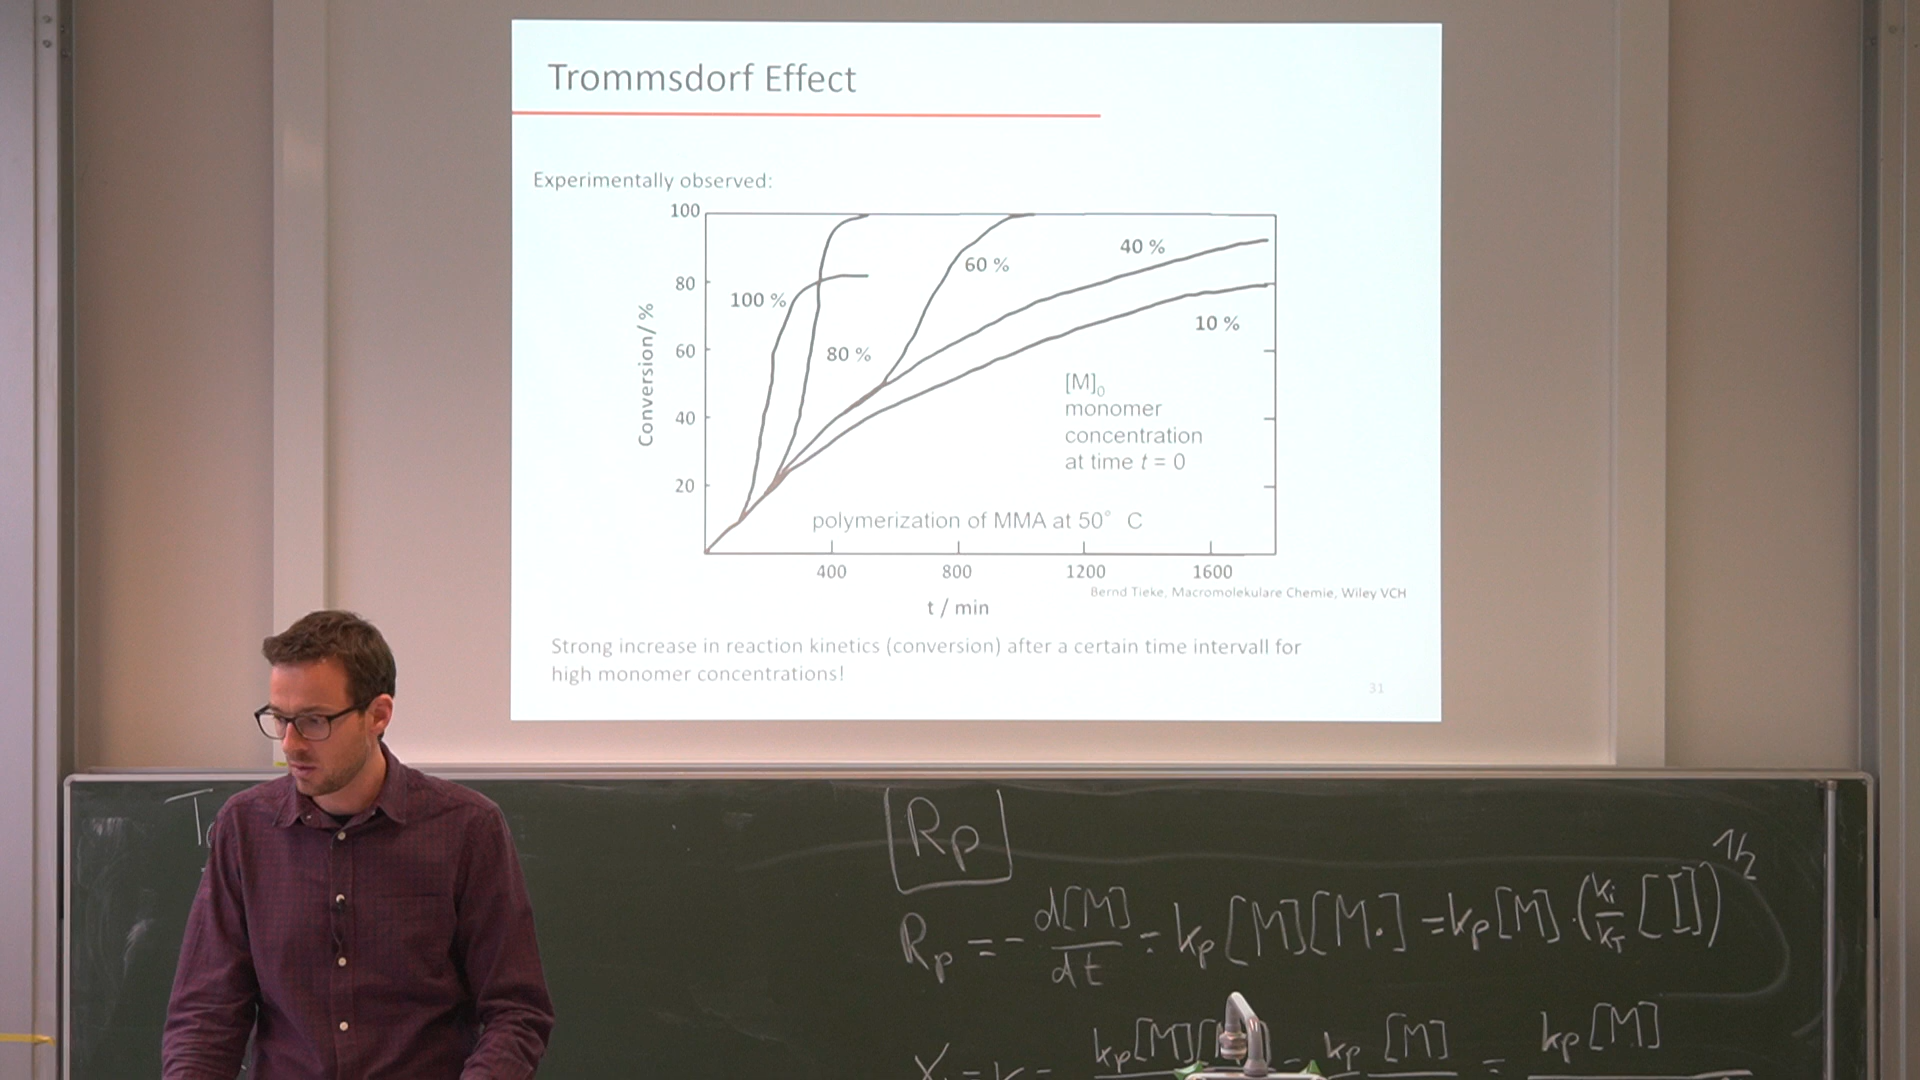 Trommsdorf Effect
Experimentally observed:
100
80
60
40
20
Conversion/ %
100 %
80 %
60 %
40 %
10 %
[M]₀
monomer
concentration
at time t = 0
polymerization of MMA at 50° C
400 800 1200 1600
t / min
Bernd Tieke, Macromolekulare Chemie, Wiley VCH
Strong increase in reaction kinetics (conversion) after a certain time intervall for
high monomer concentrations!
31
Rp
Rp = - d[M]/dt = kp [M][M·] = kp[M] · (ki/kT [I])^1/2
kp[M] kp [M] = kp[M]